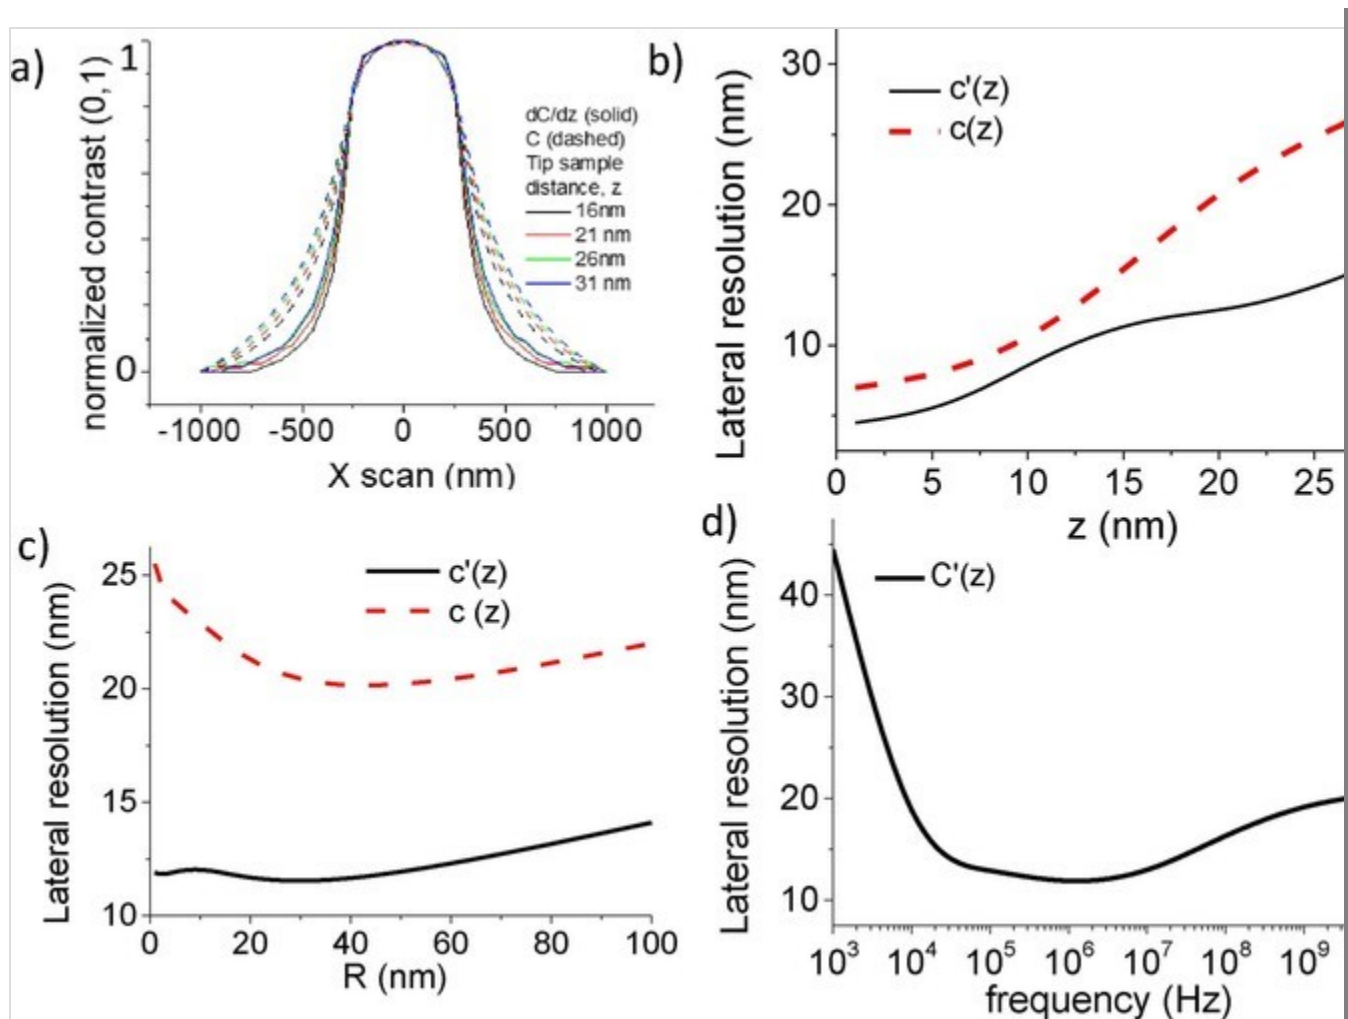 a)
normalized contrast (0,1)
1
0
dC/dz (solid)
C (dashed)
Tip sample
distance, z
16nm
21 nm
26nm
31 nm
-1000 -500 0 500 1000
X scan (nm)
b)
Lateral resolution (nm)
30
20
10
c'(z)
c(z)
0 5 10 15 20 25
z (nm)
c)
Lateral resolution (nm)
25
20
15
10
c'(z)
c (z)
0 20 40 60 80 100
R (nm)
d)
Lateral resolution (nm)
40
30
20
10
C'(z)
10³ 10⁴ 10⁵ 10⁶ 10⁷ 10⁸ 10⁹
frequency (Hz)